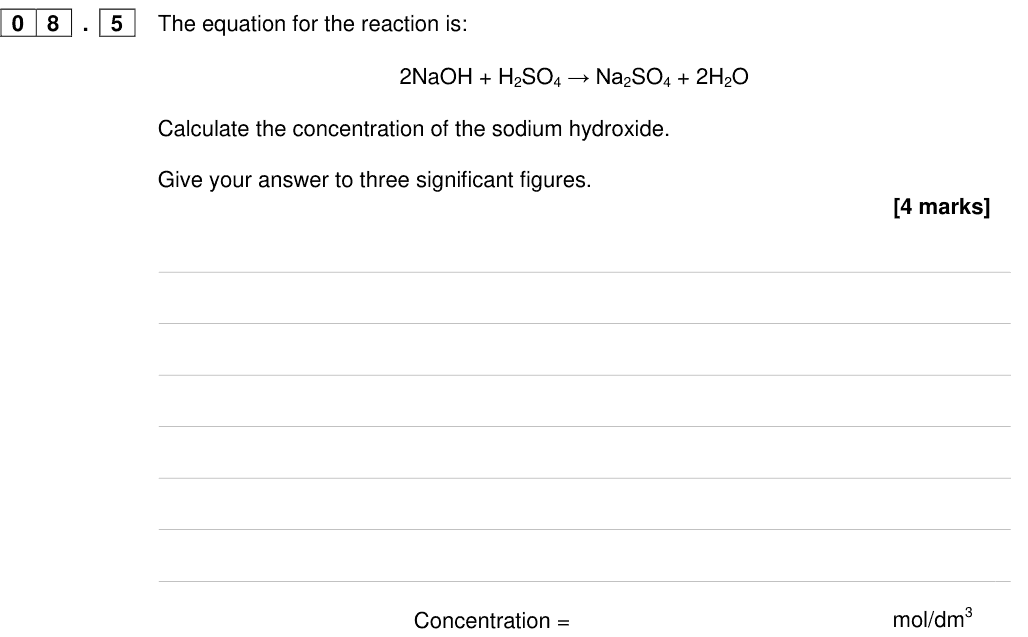 0 8 . 5 The equation for the reaction is:
2NaOH + H₂SO₄ → Na₂SO₄ + 2H₂O
Calculate the concentration of the sodium hydroxide.
Give your answer to three significant figures.
[4 marks]
Concentration = mol/dm³